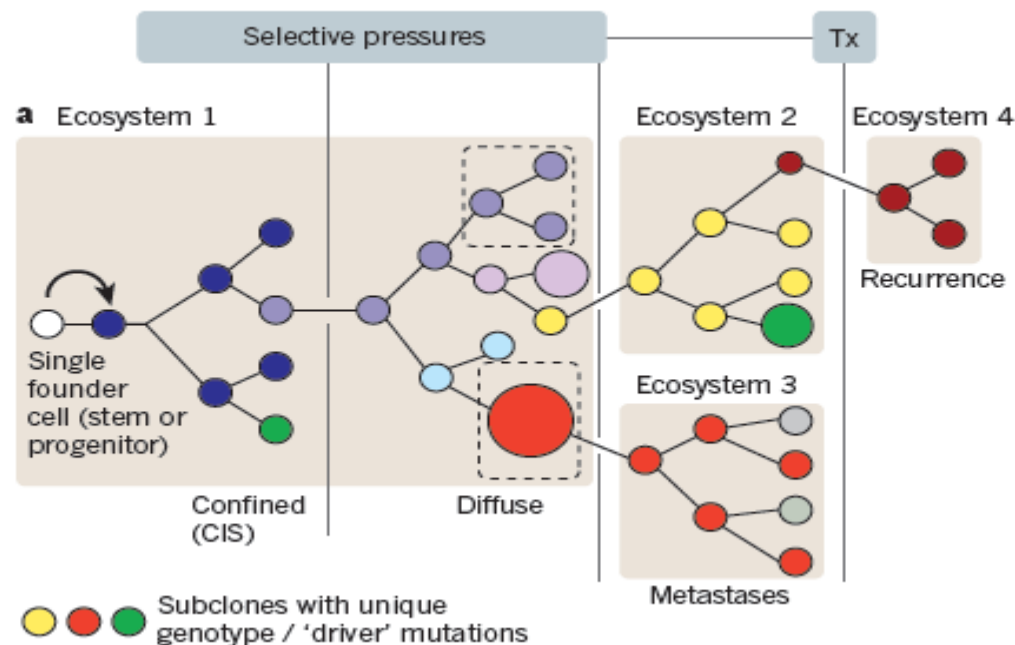 Selective pressures
Tx
a Ecosystem 1
Ecosystem 2
Ecosystem 4
Single
founder
cell (stem or
progenitor)
Recurrence
Ecosystem 3
Confined
(CIS)
Diffuse
Metastases
Subclones with unique
genotype / ‘driver’ mutations